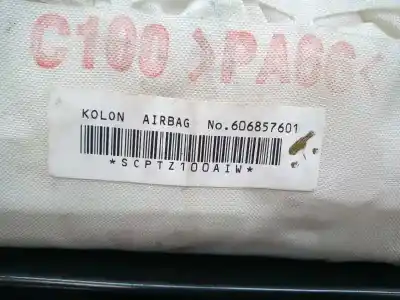 C100 >PA66<
KOLON AIRBAG No.606857601
*SCPTZ100AIW*